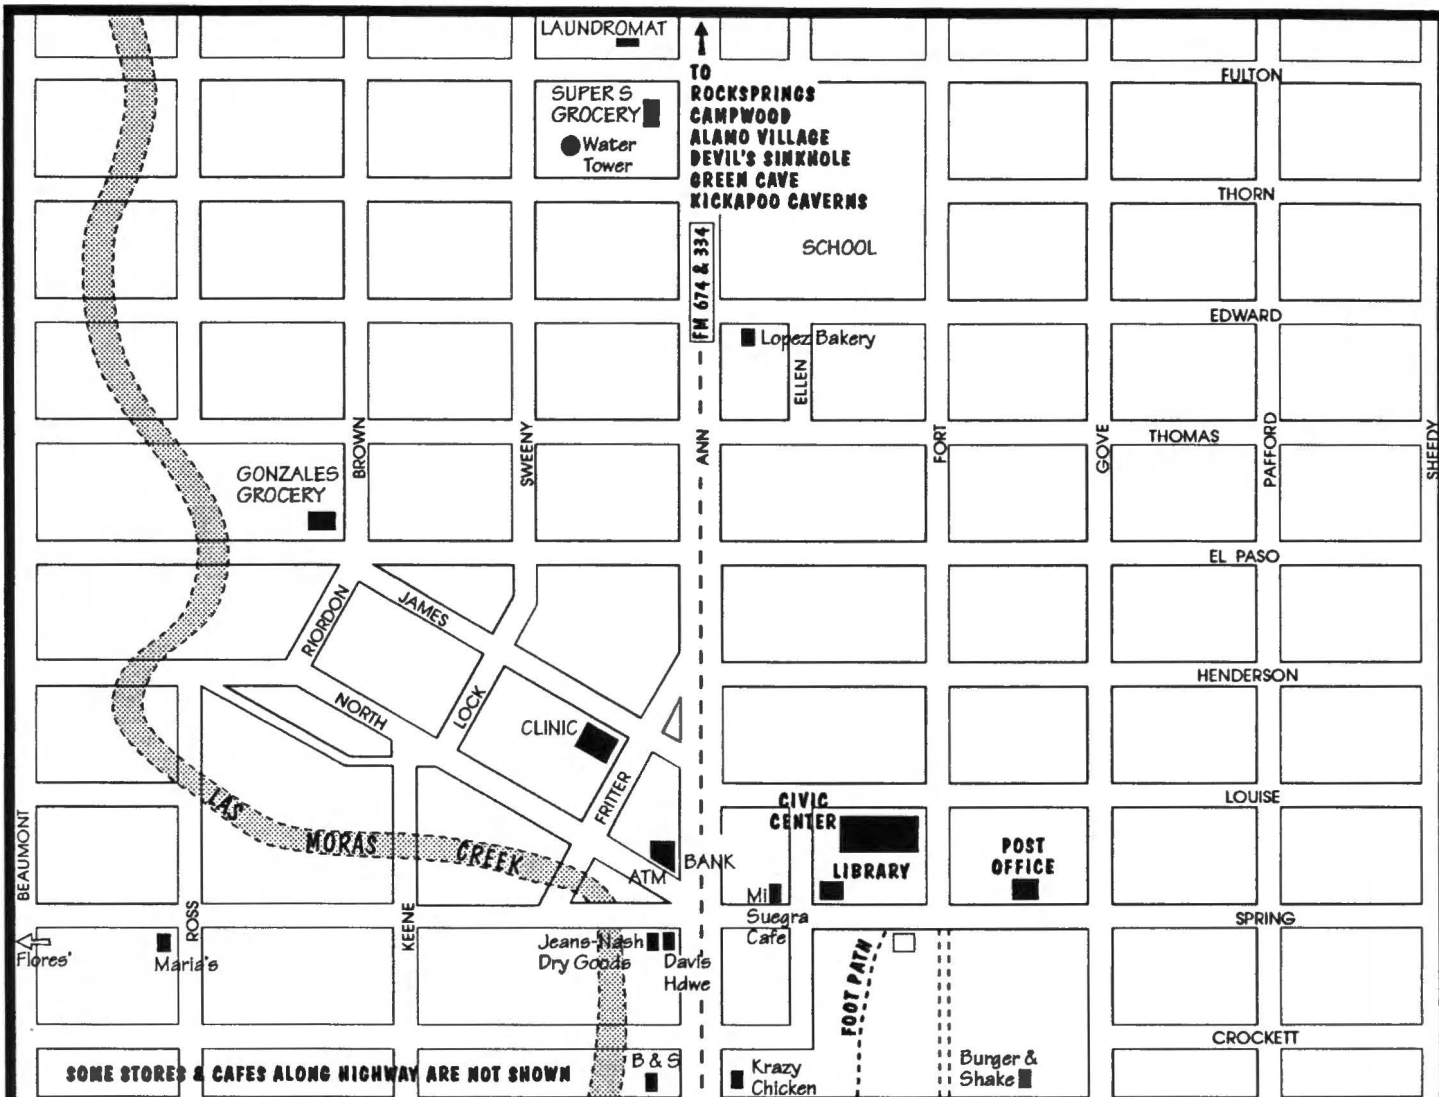 LAUNDROMAT
TO
ROCKSPRINGS
CAMPWOOD
ALAMO VILLAGE
DEVIL'S SINKHOLE
GREEN CAVE
KICKAPOO CAVERNS
FULTON
SUPER S
GROCERY
Water
Tower
THORN
SCHOOL
FM 674 & 334
EDWARD
Lopez Bakery
ELLEN
BROWN
SWEENY
ANN
FORT
GOVE
THOMAS
PAFFORD
SHEEDY
GONZALES
GROCERY
EL PASO
RIORDON
JAMES
HENDERSON
NORTH
LOCK
CLINIC
FRITTER
LOUISE
CIVIC
CENTER
LAS MORAS CREEK
BEAUMONT
BANK
ATM
LIBRARY
POST
OFFICE
Mi
Suegra
Cafe
SPRING
ROSS
KEENE
Flores'
Maria's
Jeans-Nash
Dry Goods
Davis
Hdwe
FOOT PATH
CROCKETT
SOME STORES & CAFES ALONG HIGHWAY ARE NOT SHOWN
B & S
Krazy
Chicken
Burger &
Shake